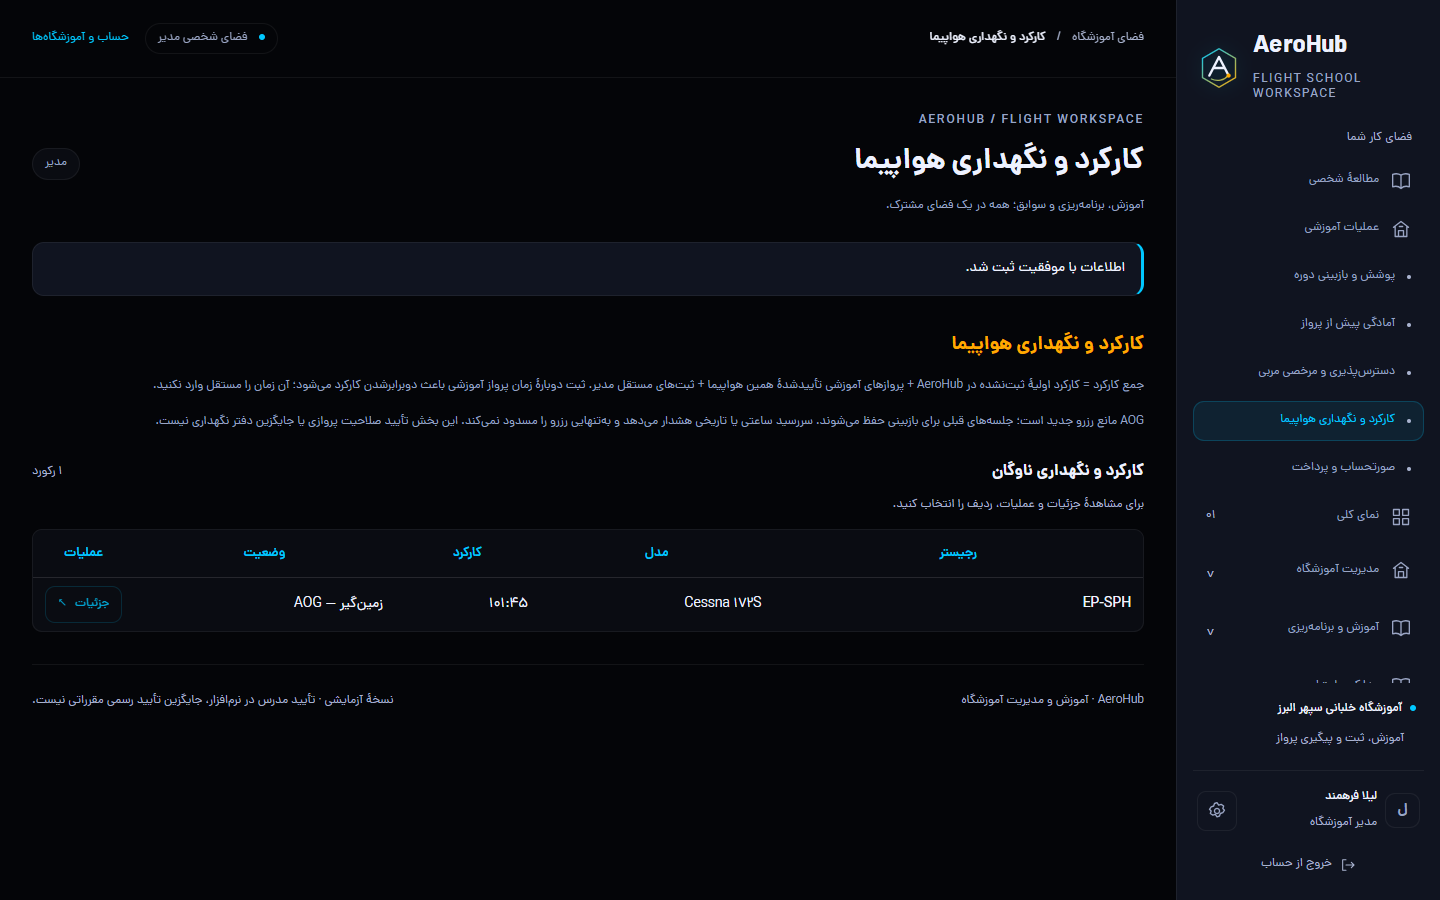 فضای آموزشگاه / کارکرد و نگهداری هواپیما
فضای شخصی مدیر
حساب و آموزشگاه‌ها
AEROHUB / FLIGHT WORKSPACE
کارکرد و نگهداری هواپیما
مدیر
آموزش، برنامه‌ریزی و سوابق؛ همه در یک فضای مشترک.
اطلاعات با موفقیت ثبت شد.
کارکرد و نگهداری هواپیما
جمع کارکرد = کارکرد اولیهٔ ثبت‌نشده در AeroHub + پروازهای آموزشی تأییدشدهٔ همین هواپیما + ثبت‌های مستقل مدیر. ثبت دوبارهٔ زمان پرواز آموزشی باعث دوبرابرشدن کارکرد می‌شود؛ آن زمان را مستقل وارد نکنید.
AOG مانع رزرو جدید است؛ جلسه‌های قبلی برای بازبینی حفظ می‌شوند. سررسید ساعتی یا تاریخی هشدار می‌دهد و به‌تنهایی رزرو را مسدود نمی‌کند. این بخش تأیید صلاحیت پروازی یا جایگزین دفتر نگهداری نیست.
کارکرد و نگهداری ناوگان
۱ رکورد
برای مشاهدهٔ جزئیات و عملیات، ردیف را انتخاب کنید.
رجیستر مدل کارکرد وضعیت عملیات
EP-SPH Cessna ۱۷۲S ۱۰۱:۴۵ زمین‌گیر — AOG جزئیات ↖
AeroHub · آموزش و مدیریت آموزشگاه
نسخهٔ آزمایشی · تأیید مدرس در نرم‌افزار، جایگزین تأیید رسمی مقرراتی نیست.
AeroHub
FLIGHT SCHOOL
WORKSPACE
فضای کار شما
مطالعهٔ شخصی
عملیات آموزشی
پوشش و بازبینی دوره
آمادگی پیش از پرواز
دسترس‌پذیری و مرخصی مربی
کارکرد و نگهداری هواپیما
صورتحساب و پرداخت
نمای کلی ۰۱
مدیریت آموزشگاه
آموزش و برنامه‌ریزی
آموزشگاه خلبانی سپهر البرز
آموزش، ثبت و پیگیری پرواز
ل
لیلا فرهمند
مدیر آموزشگاه
خروج از حساب